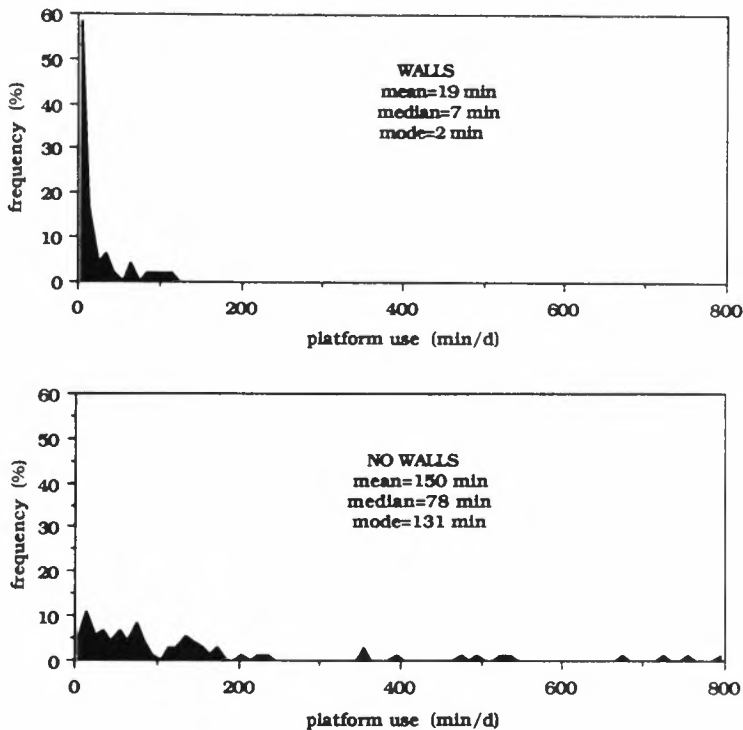 60
50
40
30
20
10
0
frequency (%)
WALLS
mean=19 min
median=7 min
mode=2 min
0 200 400 600 800
platform use (min/d)
60
50
40
30
20
10
0
frequency (%)
NO WALLS
mean=150 min
median=78 min
mode=131 min
0 200 400 600 800
platform use (min/d)